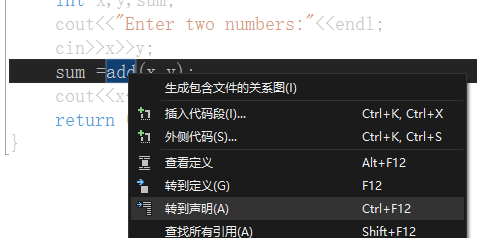 int x,y,sum;
cout<<"Enter two numbers:"<<endl;
cin>>x>>y;
sum =add(x,y);
cout<<x
return
}
生成包含文件的关系图(I)
插入代码段(I)... Ctrl+K, Ctrl+X
外侧代码(S)... Ctrl+K, Ctrl+S
查看定义 Alt+F12
转到定义(G) F12
转到声明(A) Ctrl+F12
查找所有引用(A) Shift+F12